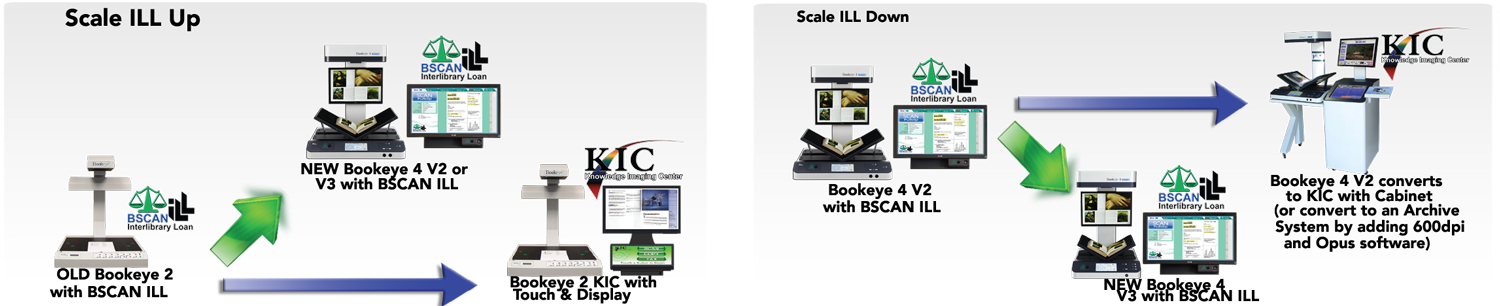 Scale ILL Up
BSCAN ILL
Interlibrary Loan
NEW Bookeye 4 V2 or
V3 with BSCAN ILL
BSCAN ILL
Interlibrary Loan
OLD Bookeye 2
with BSCAN ILL
KIC
Knowledge Imaging Center
KIC
Bookeye 2 KIC with
Touch & Display
Scale ILL Down
BSCAN ILL
Interlibrary Loan
Bookeye 4 V2
with BSCAN ILL
KIC
Knowledge Imaging Center
Bookeye 4 V2 converts
to KIC with Cabinet
(or convert to an Archive
System by adding 600dpi
and Opus software)
BSCAN ILL
Interlibrary Loan
NEW Bookeye 4
V3 with BSCAN ILL